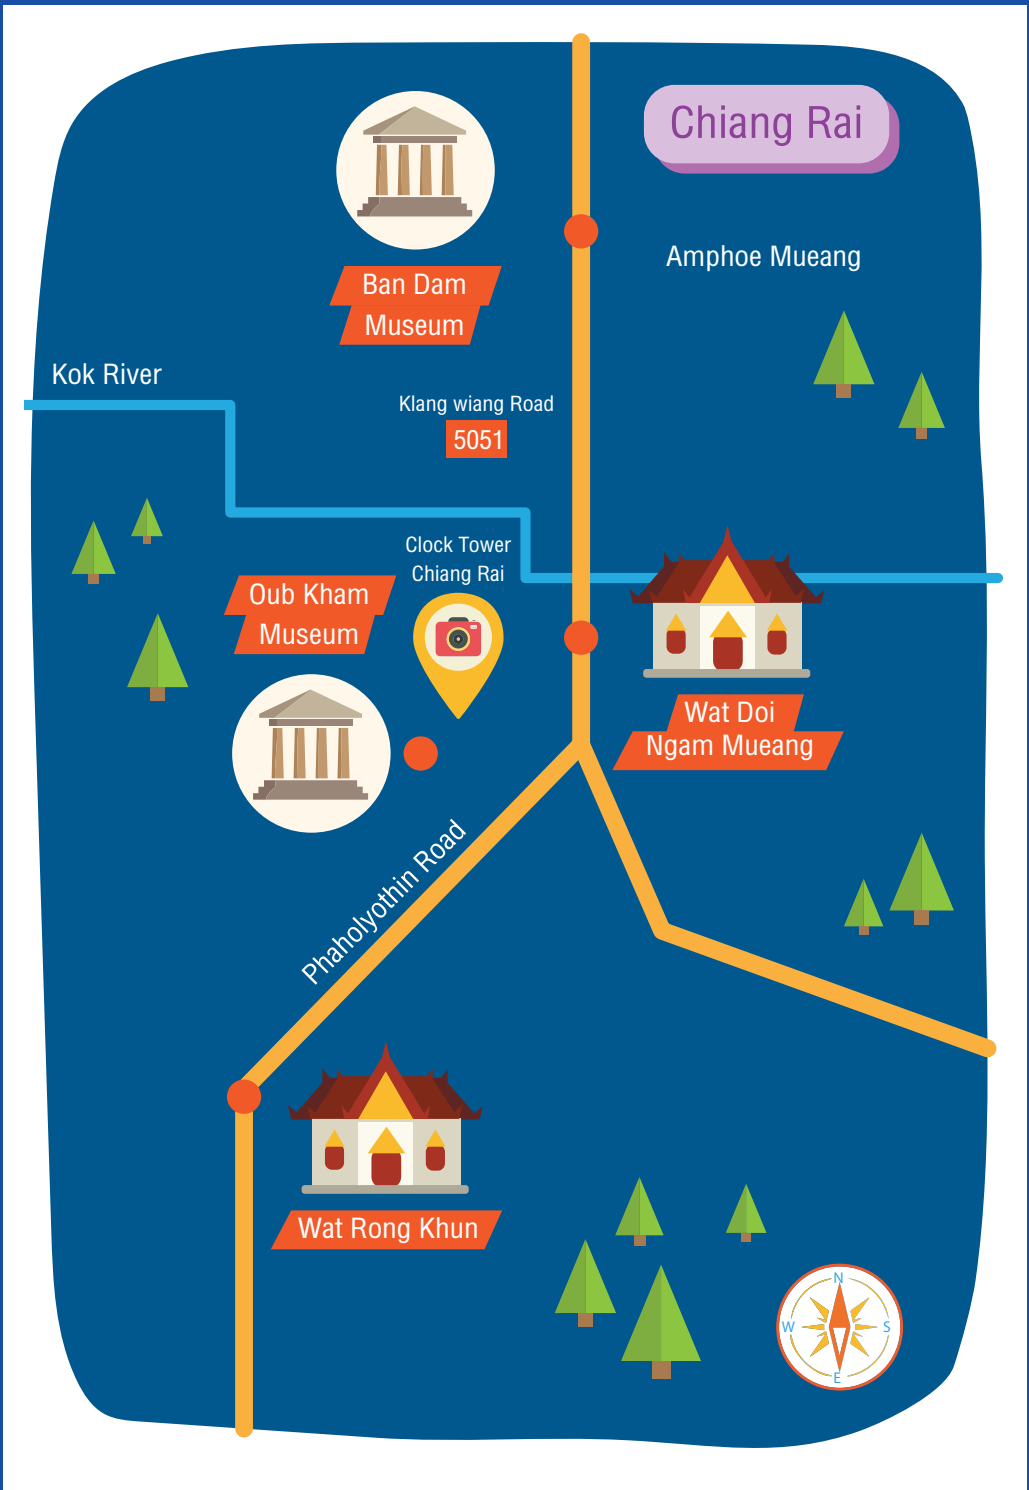 Chiang Rai
Amphoe Mueang
Ban Dam
Museum
Kok River
Klang wiang Road
5051
Clock Tower
Chiang Rai
Oub Kham
Museum
Wat Doi
Ngam Mueang
Phaholyothin Road
Wat Rong Khun
N
W
S
E